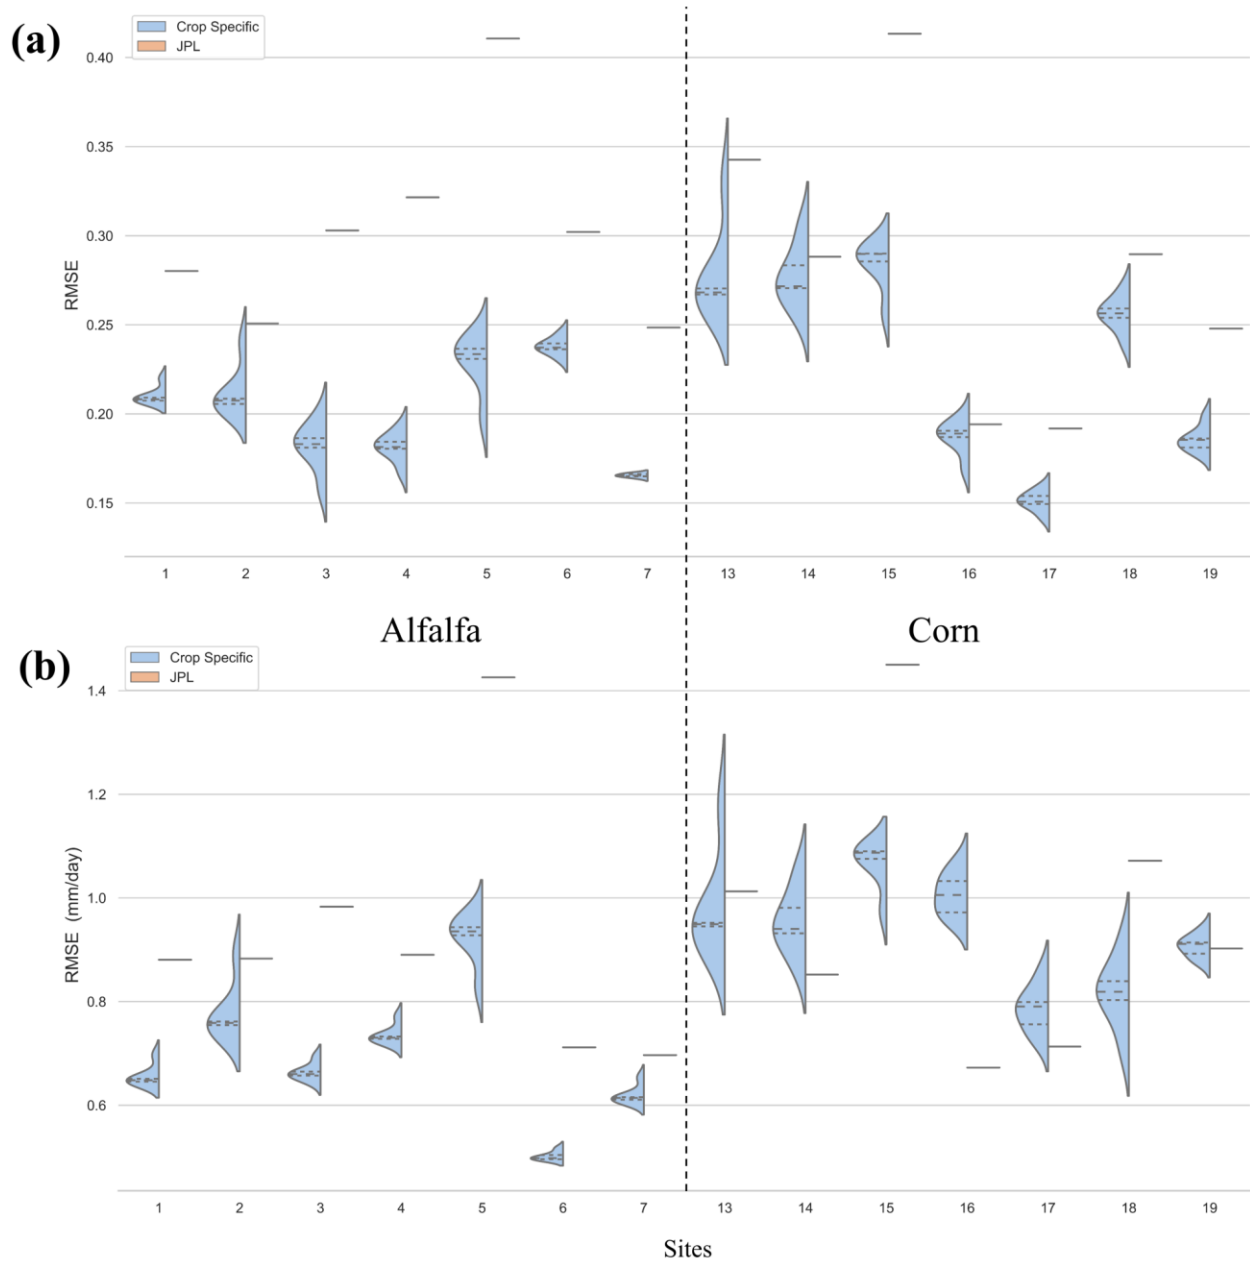 (a)
Crop Specific
JPL
0.40
0.35
0.30
0.25
0.20
0.15
RMSE
1 2 3 4 5 6 7 13 14 15 16 17 18 19
Alfalfa Corn
(b)
Crop Specific
JPL
1.4
1.2
1.0
0.8
0.6
RMSE (mm/day)
1 2 3 4 5 6 7 13 14 15 16 17 18 19
Sites